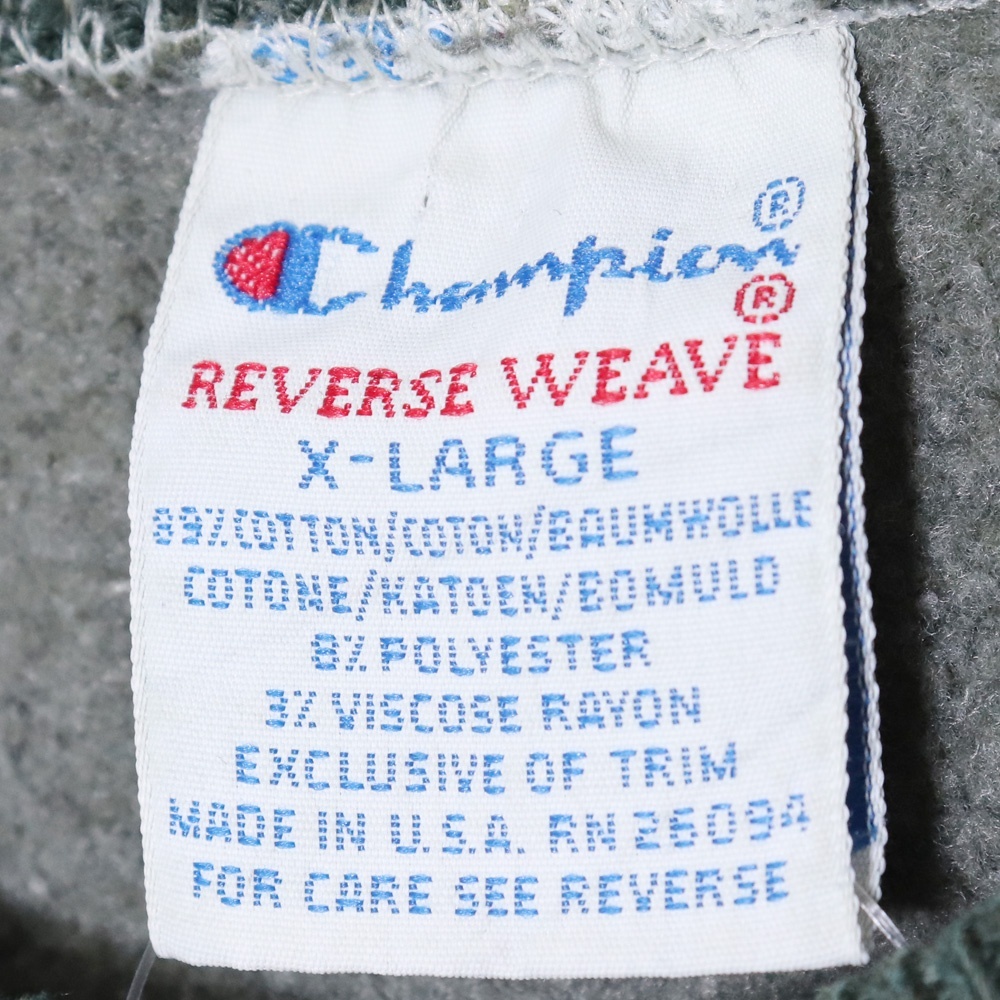 Champion®
REVERSE WEAVE®
X-LARGE
89%COTTON/COTON/BAUMWOLLE
COTONE/KATOEN/BOMULD
8% POLYESTER
3% VISCOSE RAYON
EXCLUSIVE OF TRIM
MADE IN U.S.A. RN 26094
FOR CARE SEE REVERSE